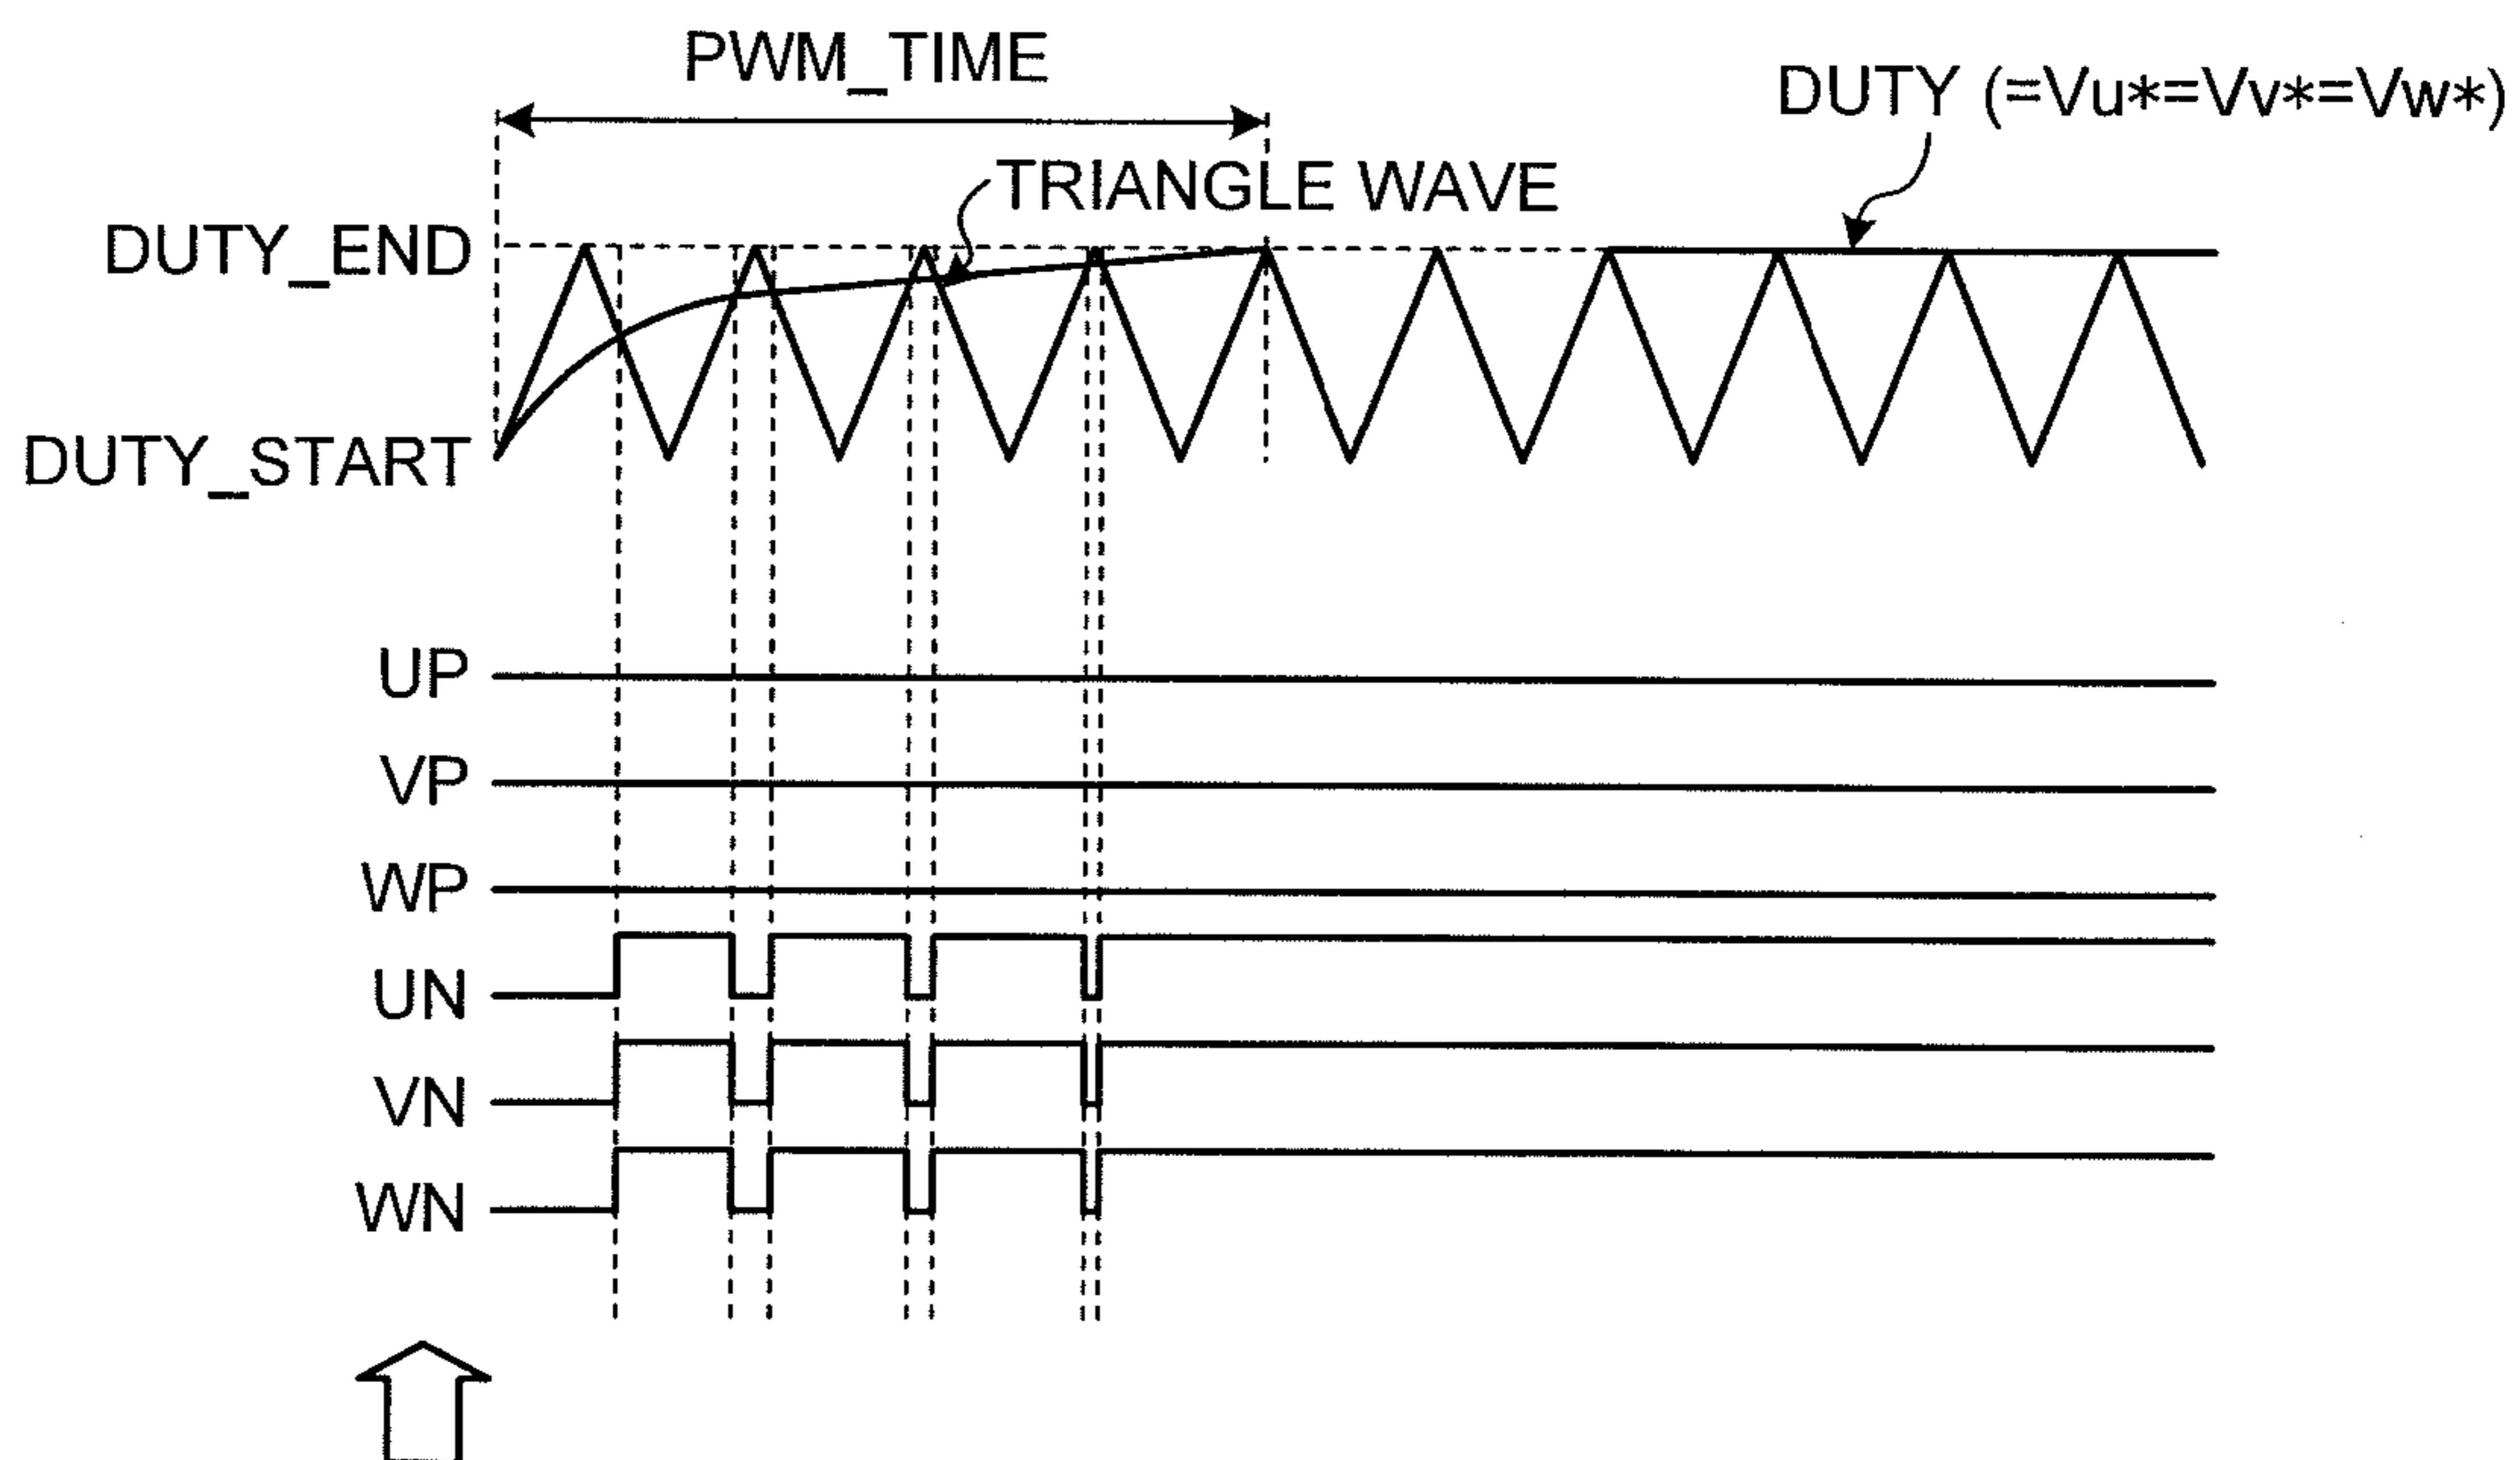 PWM_TIME
DUTY (=Vu*=Vv*=Vw*)
TRIANGLE WAVE
DUTY_END
DUTY_START
UP
VP
WP
UN
VN
WN